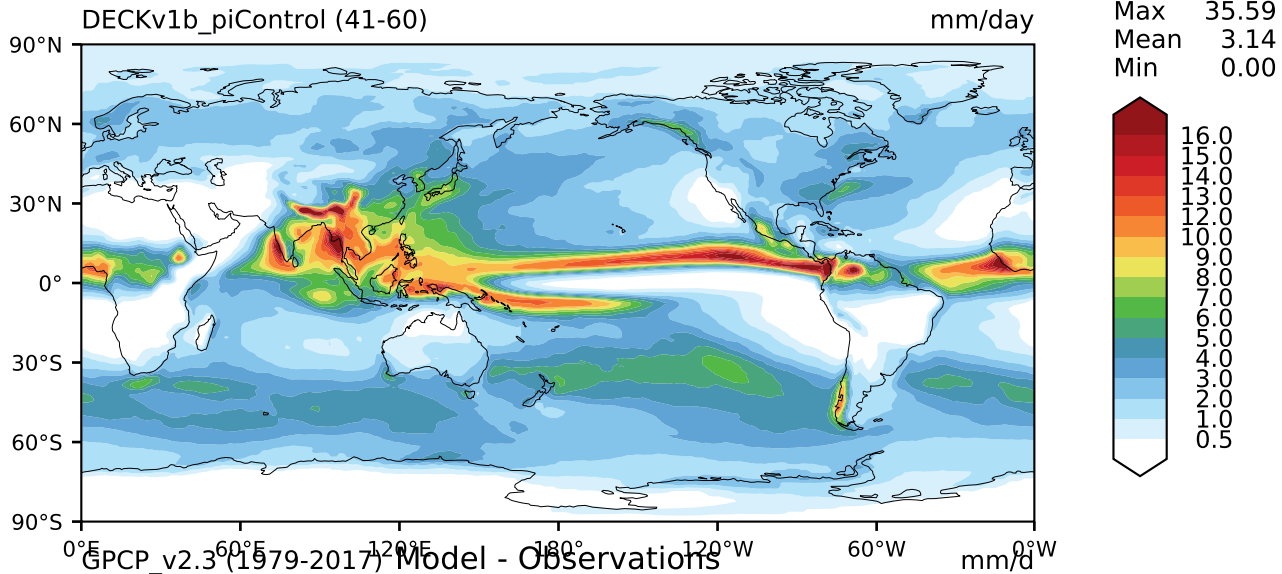 DECKv1b_piControl (41-60) mm/day
Max 35.59
Mean 3.14
Min 0.00
90°N
60°N
30°N
0°
30°S
60°S
90°S
16.0
15.0
14.0
13.0
12.0
10.0
9.0
8.0
7.0
6.0
5.0
4.0
3.0
2.0
1.0
0.5
0°E 60°E 120°E 180° 120°W 60°W 0°W
GPCP_v2.3 (1979-2017) Model - Observations mm/d